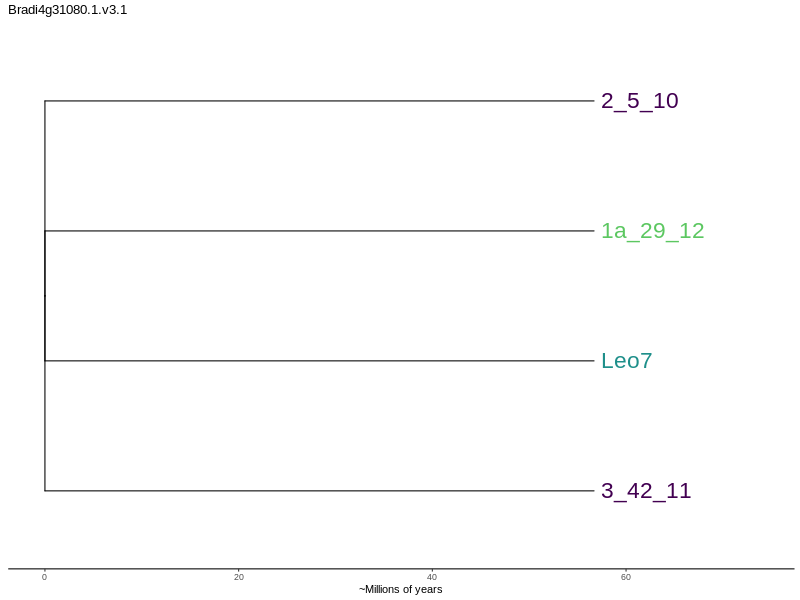 Bradi4g31080.1.v3.1
2_5_10
1a_29_12
Leo7
3_42_11
0 20 40 60
~Millions of years